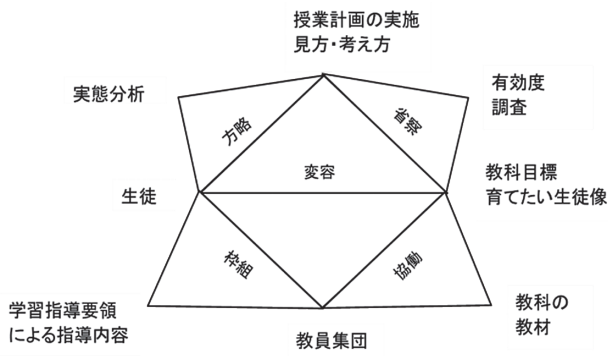 授業計画の実施
見方・考え方
実態分析
有効度
調査
方略
省察
変容
生徒
教科目標
育てたい生徒像
枠組
協働
学習指導要領
による指導内容
教科の
教材
教員集団